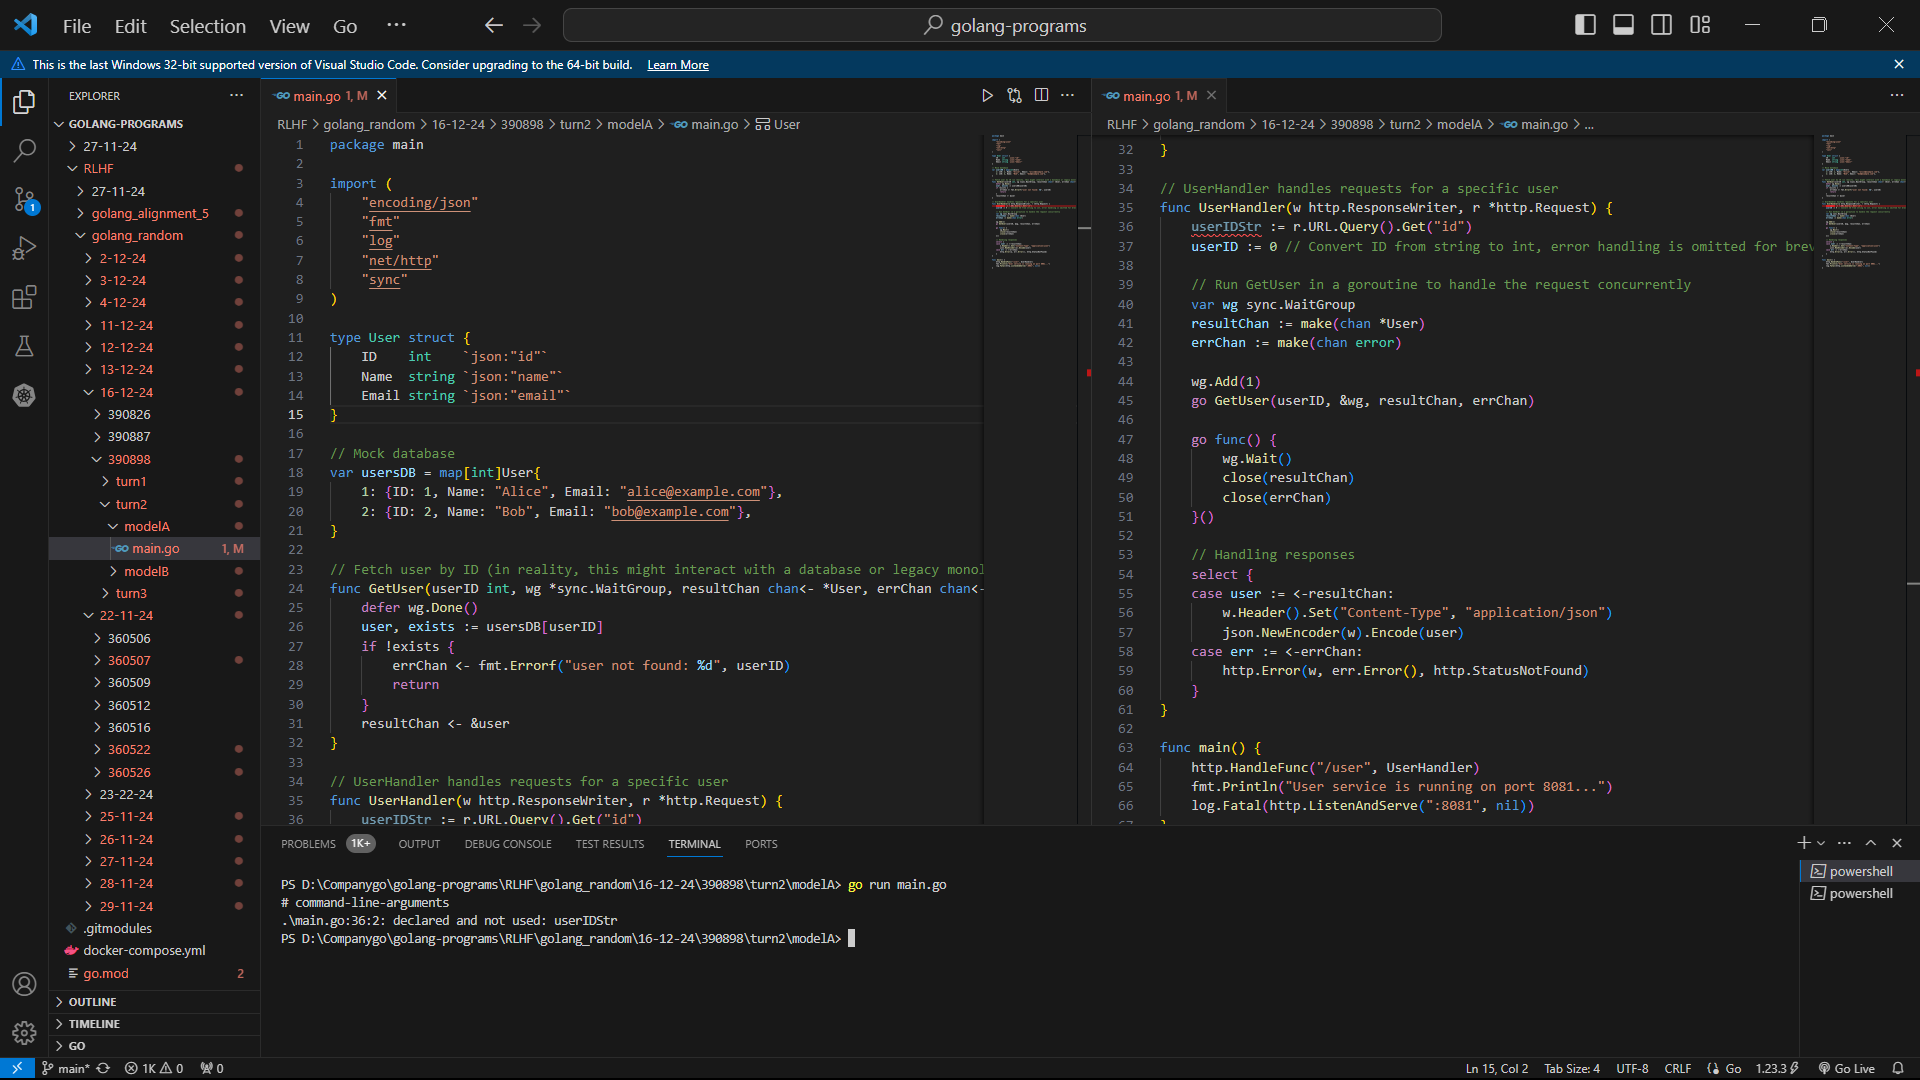 File Edit Selection View Go ... golang-programs
This is the last Windows 32-bit supported version of Visual Studio Code. Consider upgrading to the 64-bit build. Learn More
EXPLORER
GOLANG-PROGRAMS
27-11-24
RLHF
27-11-24
golang_alignment_5
golang_random
2-12-24
3-12-24
4-12-24
11-12-24
12-12-24
13-12-24
16-12-24
390826
390887
390898
turn1
turn2
modelA
main.go 1, M
modelB
turn3
22-11-24
360506
360507
360509
360512
360516
360522
360526
23-22-24
25-11-24
26-11-24
27-11-24
28-11-24
29-11-24
.gitmodules
docker-compose.yml
go.mod 2
OUTLINE
TIMELINE
GO
1
main.go 1, M
RLHF > golang_random > 16-12-24 > 390898 > turn2 > modelA > main.go > User
1 package main
2
3 import (
4 "encoding/json"
5 "fmt"
6 "log"
7 "net/http"
8 "sync"
9 )
10
11 type User struct {
12 ID int `json:"id"`
13 Name string `json:"name"`
14 Email string `json:"email"`
15 }
16
17 // Mock database
18 var usersDB = map[int]User{
19 1: {ID: 1, Name: "Alice", Email: "alice@example.com"},
20 2: {ID: 2, Name: "Bob", Email: "bob@example.com"},
21 }
22
23 // Fetch user by ID (in reality, this might interact with a database or legacy monol
24 func GetUser(userID int, wg *sync.WaitGroup, resultChan chan<- *User, errChan chan<-
25 defer wg.Done()
26 user, exists := usersDB[userID]
27 if !exists {
28 errChan <- fmt.Errorf("user not found: %d", userID)
29 return
30 }
31 resultChan <- &user
32 }
33
34 // UserHandler handles requests for a specific user
35 func UserHandler(w http.ResponseWriter, r *http.Request) {
36 userIDStr := r.URL.Query().Get("id")
main.go 1, M
RLHF > golang_random > 16-12-24 > 390898 > turn2 > modelA > main.go > ...
32 }
33
34 // UserHandler handles requests for a specific user
35 func UserHandler(w http.ResponseWriter, r *http.Request) {
36 userIDStr := r.URL.Query().Get("id")
37 userID := 0 // Convert ID from string to int, error handling is omitted for brev
38
39 // Run GetUser in a goroutine to handle the request concurrently
40 var wg sync.WaitGroup
41 resultChan := make(chan *User)
42 errChan := make(chan error)
43
44 wg.Add(1)
45 go GetUser(userID, &wg, resultChan, errChan)
46
47 go func() {
48 wg.Wait()
49 close(resultChan)
50 close(errChan)
51 }()
52
53 // Handling responses
54 select {
55 case user := <-resultChan:
56 w.Header().Set("Content-Type", "application/json")
57 json.NewEncoder(w).Encode(user)
58 case err := <-errChan:
59 http.Error(w, err.Error(), http.StatusNotFound)
60 }
61 }
62
63 func main() {
64 http.HandleFunc("/user", UserHandler)
65 fmt.Println("User service is running on port 8081...")
66 log.Fatal(http.ListenAndServe(":8081", nil))
67 }
PROBLEMS 1K+ OUTPUT DEBUG CONSOLE TEST RESULTS TERMINAL PORTS
PS D:\Companygo\golang-programs\RLHF\golang_random\16-12-24\390898\turn2\modelA> go run main.go
# command-line-arguments
.\main.go:36:2: declared and not used: userIDStr
PS D:\Companygo\golang-programs\RLHF\golang_random\16-12-24\390898\turn2\modelA>
powershell
powershell
main* 1K 0 0 Ln 15, Col 2 Tab Size: 4 UTF-8 CRLF Go 1.23.3 Go Live